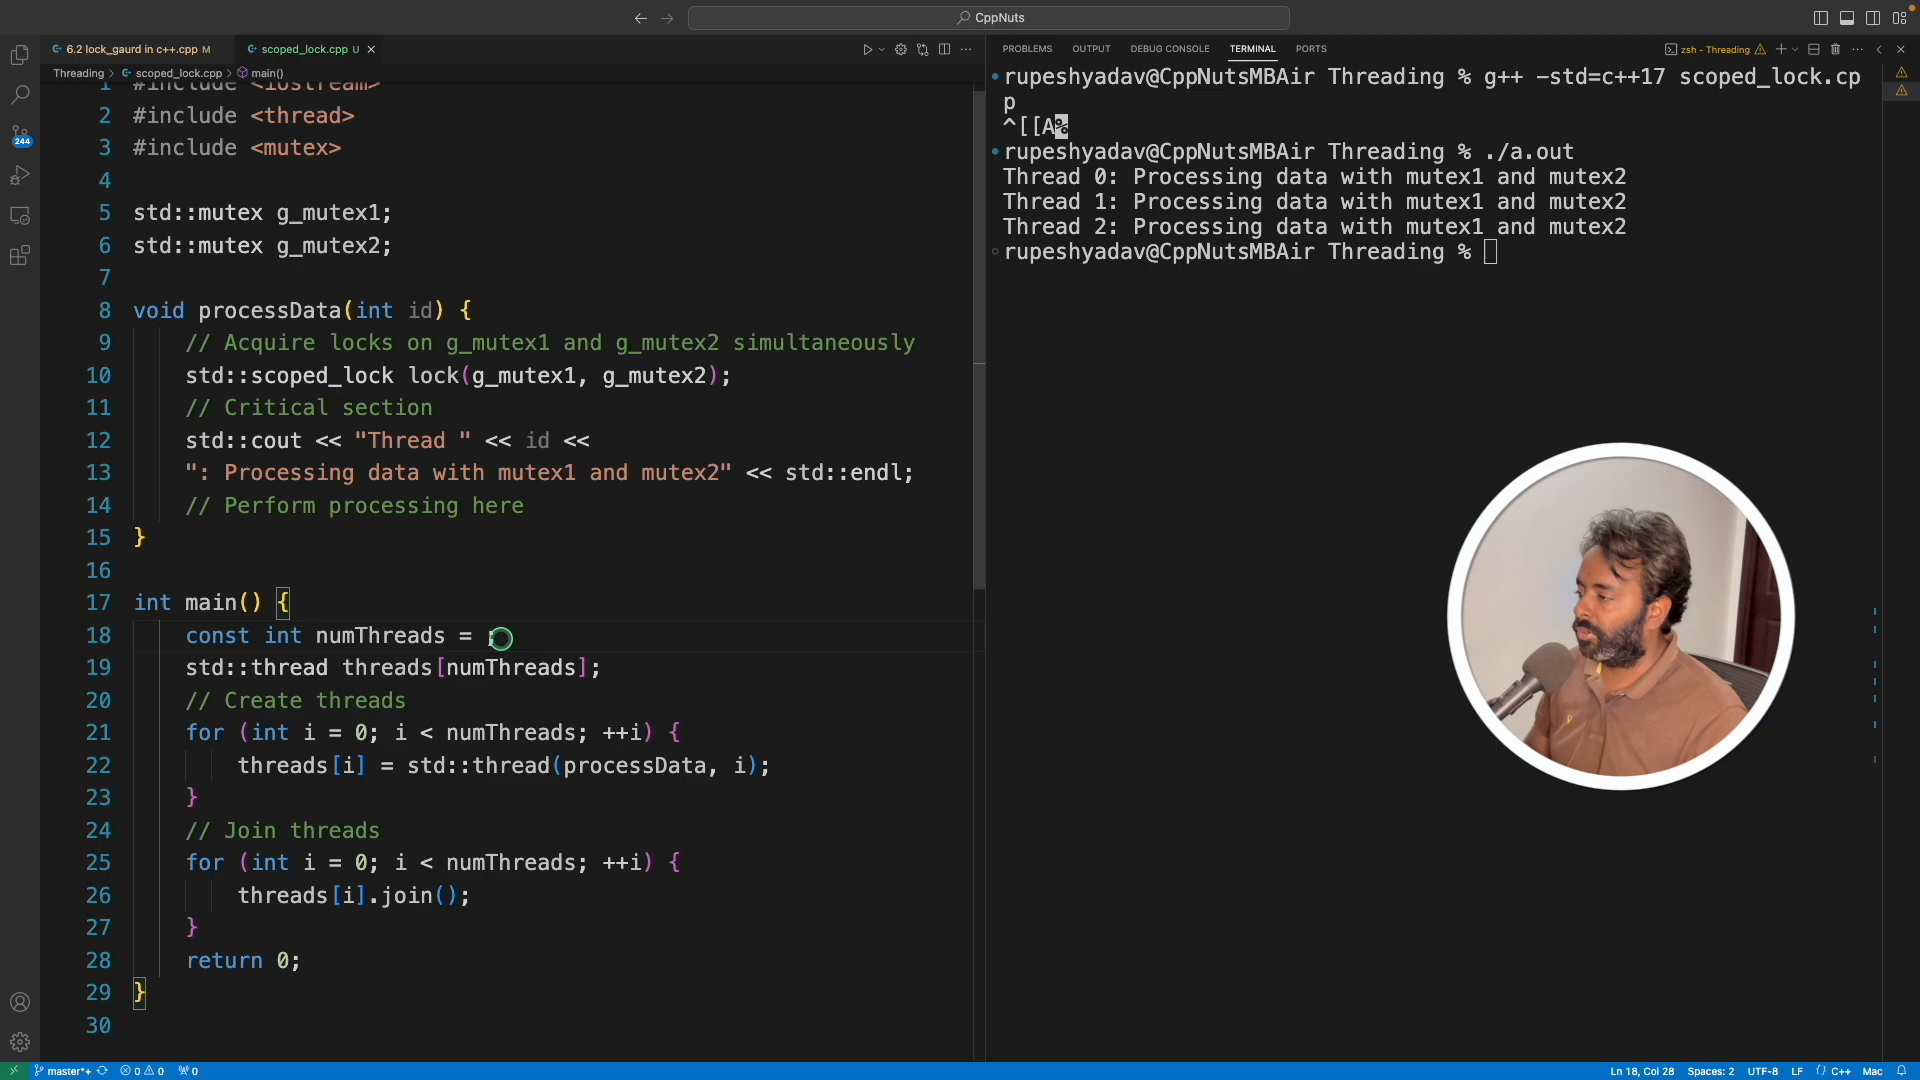 CppNuts
6.2 lock_gaurd in c++.cpp M
scoped_lock.cpp U
Threading > scoped_lock.cpp > main()
1 #include <iostream>
2 #include <thread>
3 #include <mutex>
4
5 std::mutex g_mutex1;
6 std::mutex g_mutex2;
7
8 void processData(int id) {
9 // Acquire locks on g_mutex1 and g_mutex2 simultaneously
10 std::scoped_lock lock(g_mutex1, g_mutex2);
11 // Critical section
12 std::cout << "Thread " << id <<
13 ": Processing data with mutex1 and mutex2" << std::endl;
14 // Perform processing here
15 }
16
17 int main() {
18 const int numThreads = ;
19 std::thread threads[numThreads];
20 // Create threads
21 for (int i = 0; i < numThreads; ++i) {
22 threads[i] = std::thread(processData, i);
23 }
24 // Join threads
25 for (int i = 0; i < numThreads; ++i) {
26 threads[i].join();
27 }
28 return 0;
29 }
30
244
PROBLEMS OUTPUT DEBUG CONSOLE TERMINAL PORTS
zsh - Threading
rupeshyadav@CppNutsMBAir Threading % g++ -std=c++17 scoped_lock.cp
p
^[[A%
rupeshyadav@CppNutsMBAir Threading % ./a.out
Thread 0: Processing data with mutex1 and mutex2
Thread 1: Processing data with mutex1 and mutex2
Thread 2: Processing data with mutex1 and mutex2
rupeshyadav@CppNutsMBAir Threading %
master*+ 0 0 0
Ln 18, Col 28 Spaces: 2 UTF-8 LF {} C++ Mac